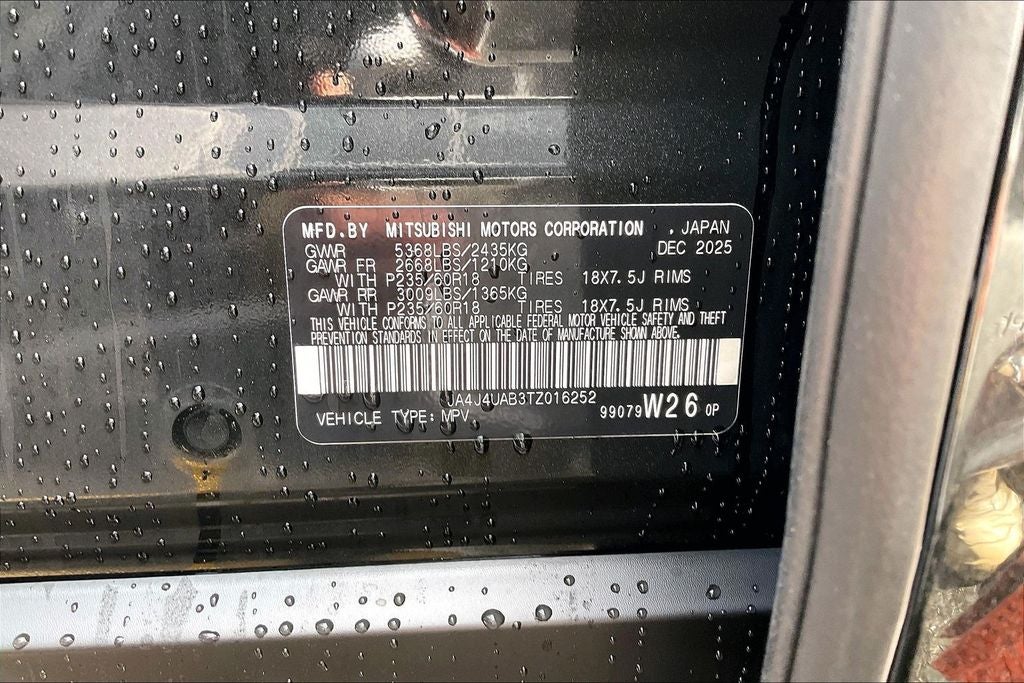 MFD.BY MITSUBISHI MOTORS CORPORATION , JAPAN
GVWR 5368LBS/2435KG DEC 2025
GAWR FR 2668LBS/1210KG
WITH P235/60R18 TIRES 18X7.5J RIMS
GAWR RR 3009LBS/1365KG
WITH P235/60R18 TIRES 18X7.5J RIMS
THIS VEHICLE CONFORMS TO ALL APPLICABLE FEDERAL MOTOR VEHICLE SAFETY AND THEFT
PREVENTION STANDARDS IN EFFECT ON THE DATE OF MANUFACTURE SHOWN ABOVE.
JA4J4UAB3TZ016252
VEHICLE TYPE: MPV 99079 W26 0P